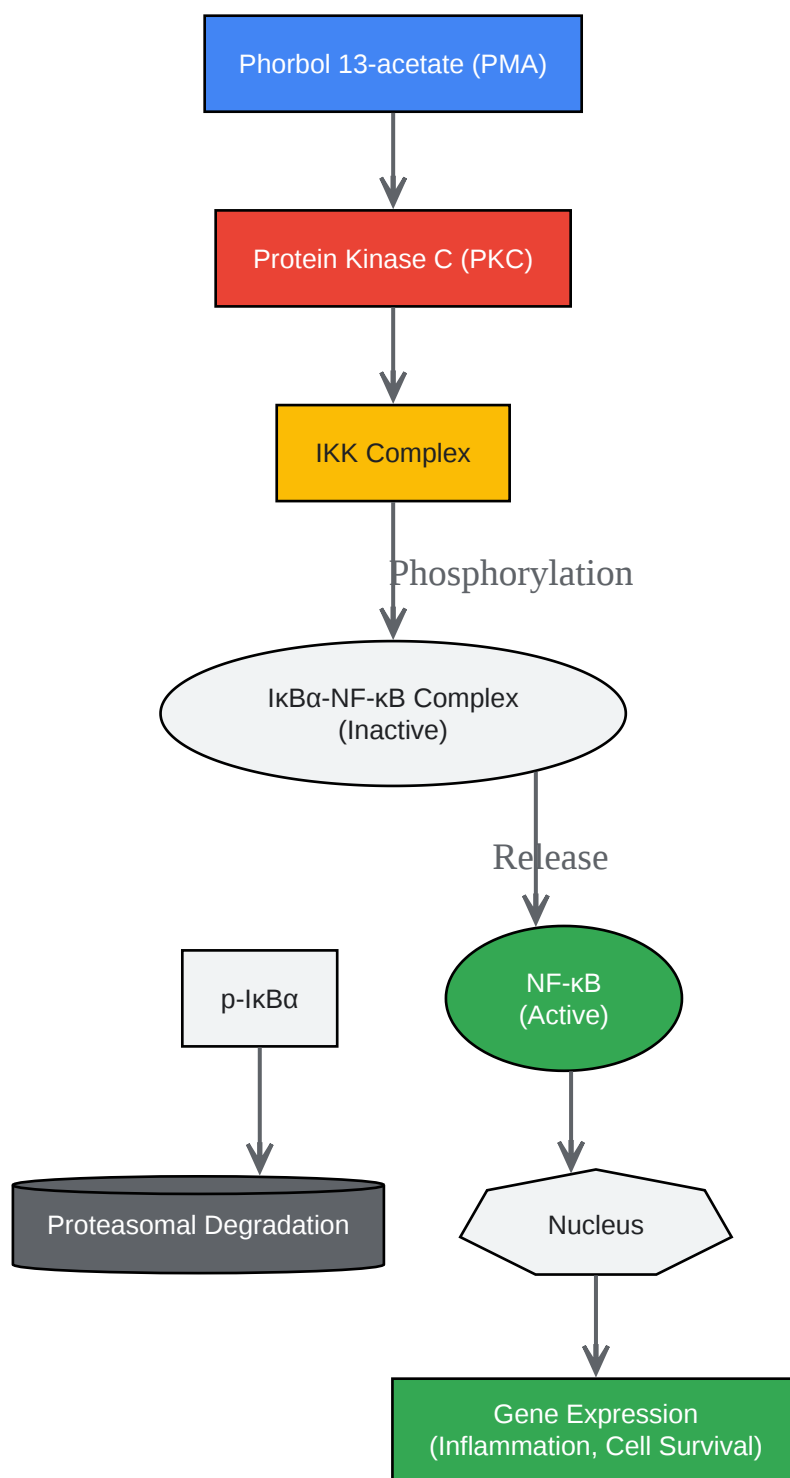 Phorbol 13-acetate (PMA)
Protein Kinase C (PKC)
IKK Complex
Phosphorylation
IκBα-NF-κB Complex
(Inactive)
Release
p-IκBα
NF-κB
(Active)
Proteasomal Degradation
Nucleus
Gene Expression
(Inflammation, Cell Survival)